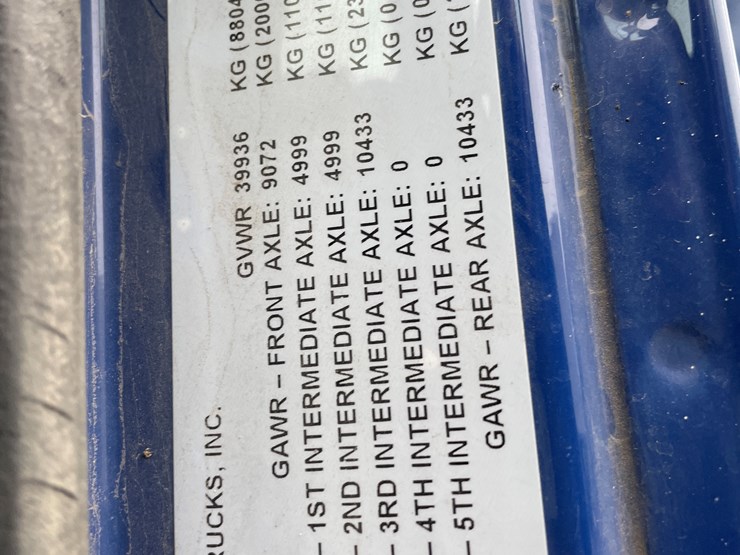 RUCKS, INC.
GVWR 39936 KG (8804
GAWR – FRONT AXLE: 9072 KG (200
– 1ST INTERMEDIATE AXLE: 4999 KG (110
– 2ND INTERMEDIATE AXLE: 4999 KG (11
– 3RD INTERMEDIATE AXLE: 10433 KG (23
– 4TH INTERMEDIATE AXLE: 0 KG (0
– 5TH INTERMEDIATE AXLE: 0 KG (0
GAWR – REAR AXLE: 10433 KG (